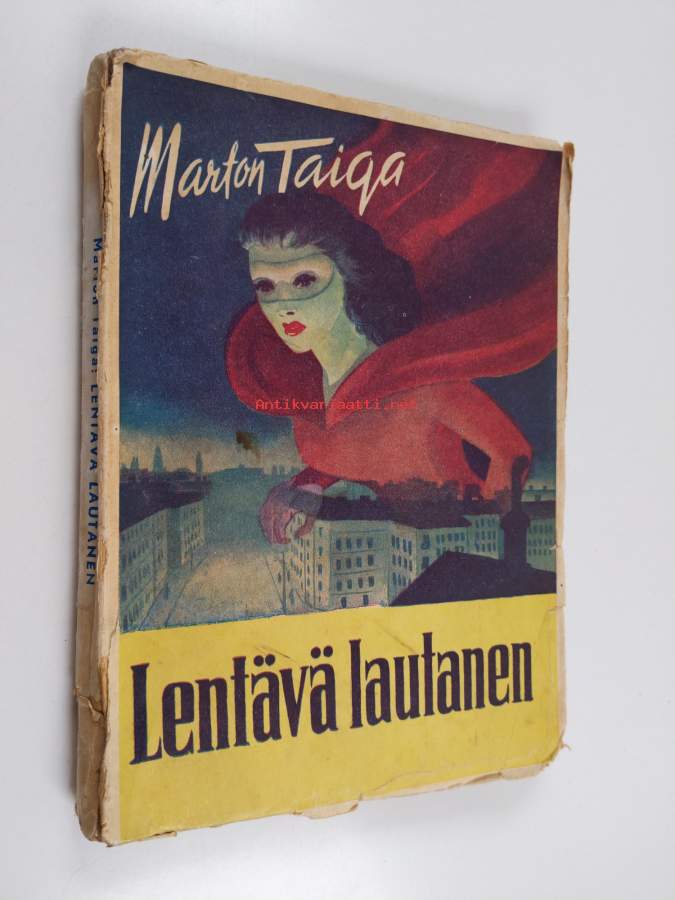 Marton Taiga
Antikvariaatti.net
Lentävä lautanen
Marton Taiga: LENTÄVÄ LAUTANEN